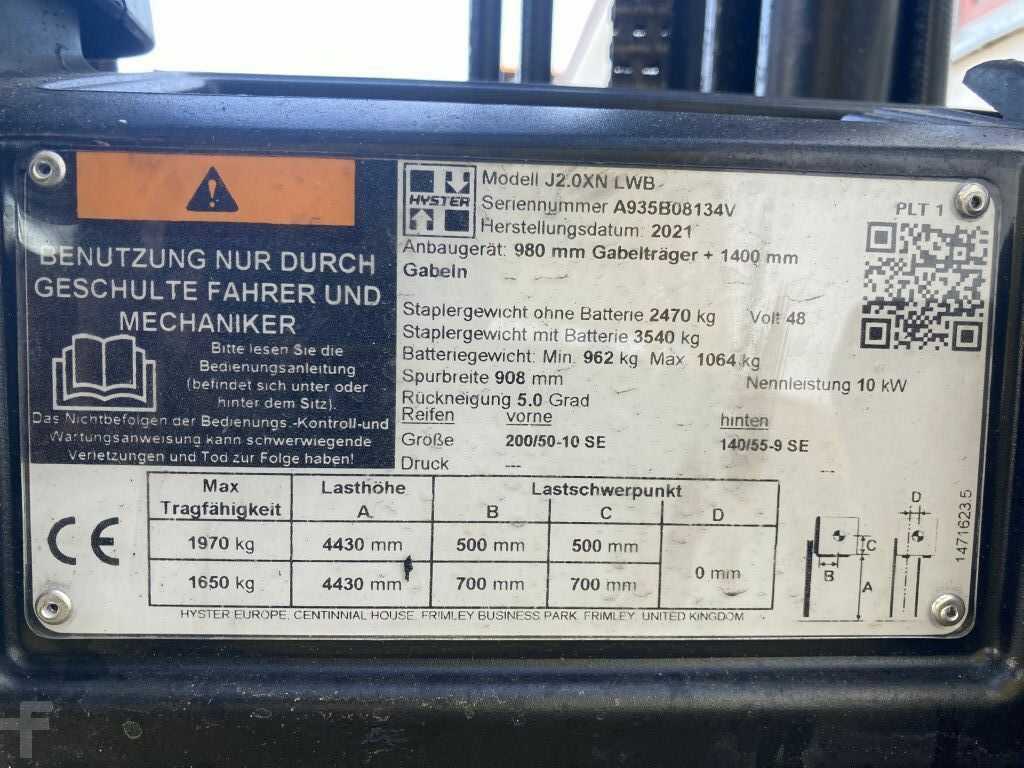 BENUTZUNG NUR DURCH
GESCHULTE FAHRER UND
MECHANIKER
Bitte lesen Sie die
Bedienungsanleitung
(befindet sich unter oder
hinter dem Sitz).
Das Nichtbefolgen der Bedienungs.-Kontroll-und
Wartungsanweisung kann schwerwiegende
Verletzungen und Tod zur Folge haben!
HYSTER
Modell J2.0XN LWB
Seriennummer A935B08134V
Herstellungsdatum: 2021
Anbaugerät: 980 mm Gabelträger + 1400 mm
Gabeln
PLT 1
Staplergewicht ohne Batterie 2470 kg Volt 48
Staplergewicht mit Batterie 3540 kg
Batteriegewicht: Min. 962 kg Max. 1064 kg
Spurbreite 908 mm Nennleistung 10 kW
Rückneigung 5.0 Grad
Reifen vorne hinten
Größe 200/50-10 SE 140/55-9 SE
Druck --- ---
Max Lasthöhe Lastschwerpunkt
Tragfähigkeit A B C D
1970 kg 4430 mm 500 mm 500 mm
1650 kg 4430 mm 700 mm 700 mm 0 mm
CE
HYSTER EUROPE, CENTINNIAL HOUSE, FRIMLEY BUSINESS PARK, FRIMLEY, UNITED KINGDOM
B C A D
1471623.5
F